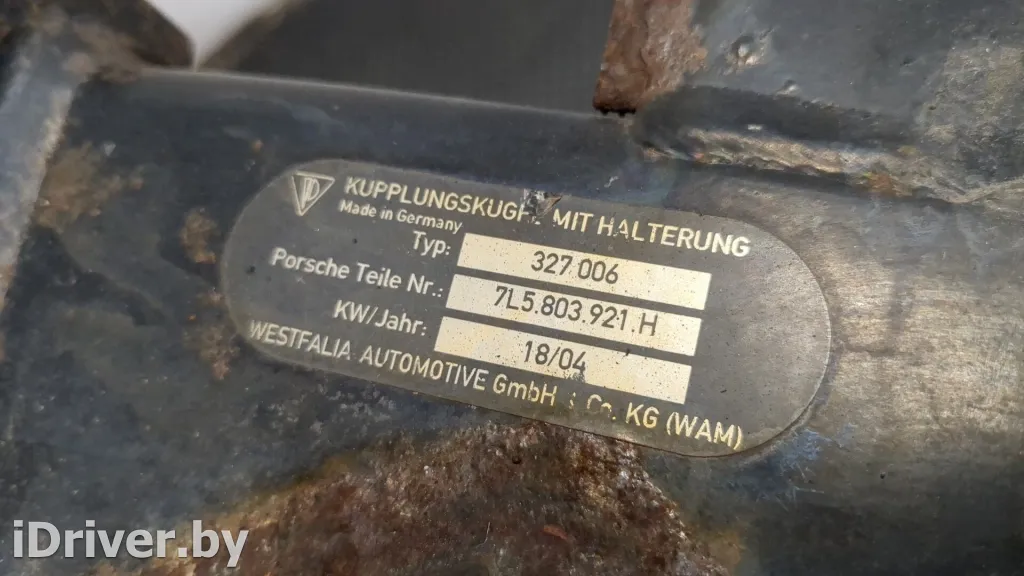 KUPPLUNGSKUGEL MIT HALTERUNG
Made in Germany
Typ: 327 006
Porsche Teile Nr.: 7L5.803.921.H
KW/Jahr: 18/04
WESTFALIA AUTOMOTIVE GmbH & Co. KG (WAM)
iDriver.by